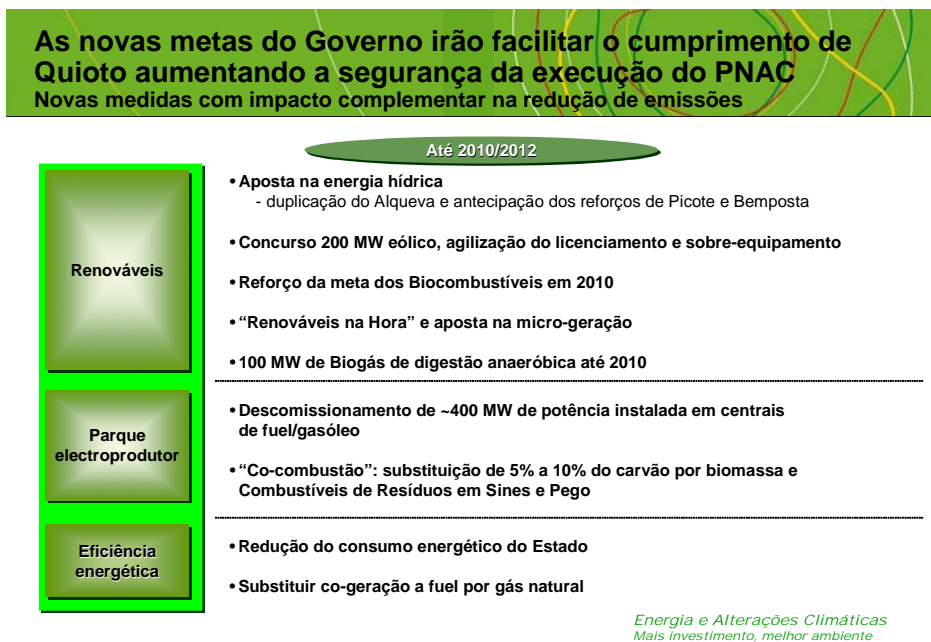 As novas metas do Governo irão facilitar o cumprimento de
Quioto aumentando a segurança da execução do PNAC
Novas medidas com impacto complementar na redução de emissões
Até 2010/2012
Renováveis
• Aposta na energia hídrica
- duplicação do Alqueva e antecipação dos reforços de Picote e Bemposta
• Concurso 200 MW eólico, agilização do licenciamento e sobre-equipamento
• Reforço da meta dos Biocombustíveis em 2010
• “Renováveis na Hora” e aposta na micro-geração
• 100 MW de Biogás de digestão anaeróbica até 2010
Parque
electroprodutor
• Descomissionamento de ~400 MW de potência instalada em centrais
de fuel/gasóleo
• “Co-combustão”: substituição de 5% a 10% do carvão por biomassa e
Combustíveis de Resíduos em Sines e Pego
Eficiência
energética
• Redução do consumo energético do Estado
• Substituir co-geração a fuel por gás natural
Energia e Alterações Climáticas
Mais investimento, melhor ambiente